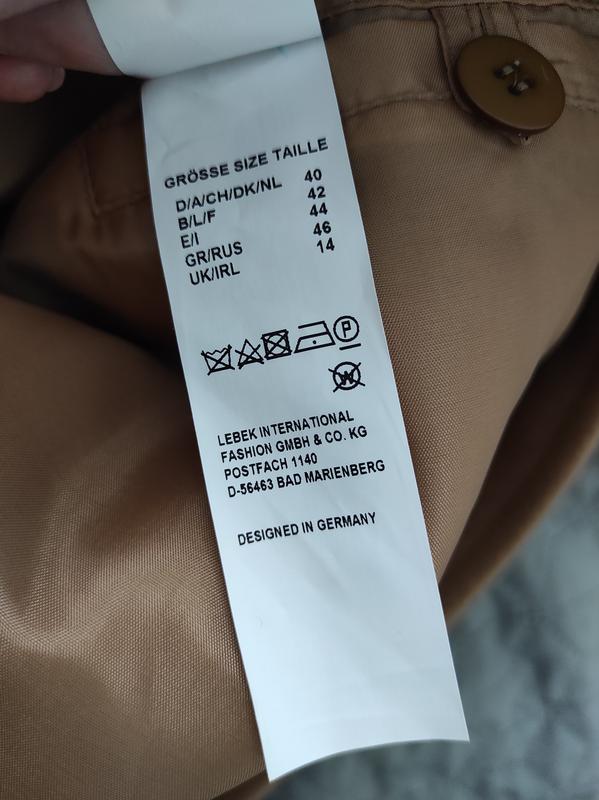 GRÖSSE SIZE TAILLE
D/A/CH/DK/NL 40
B/L/F 42
E/I 44
GR/RUS 46
UK/IRL 14
P
W
LEBEK INTERNATIONAL
FASHION GMBH & CO. KG
POSTFACH 1140
D-56463 BAD MARIENBERG
DESIGNED IN GERMANY